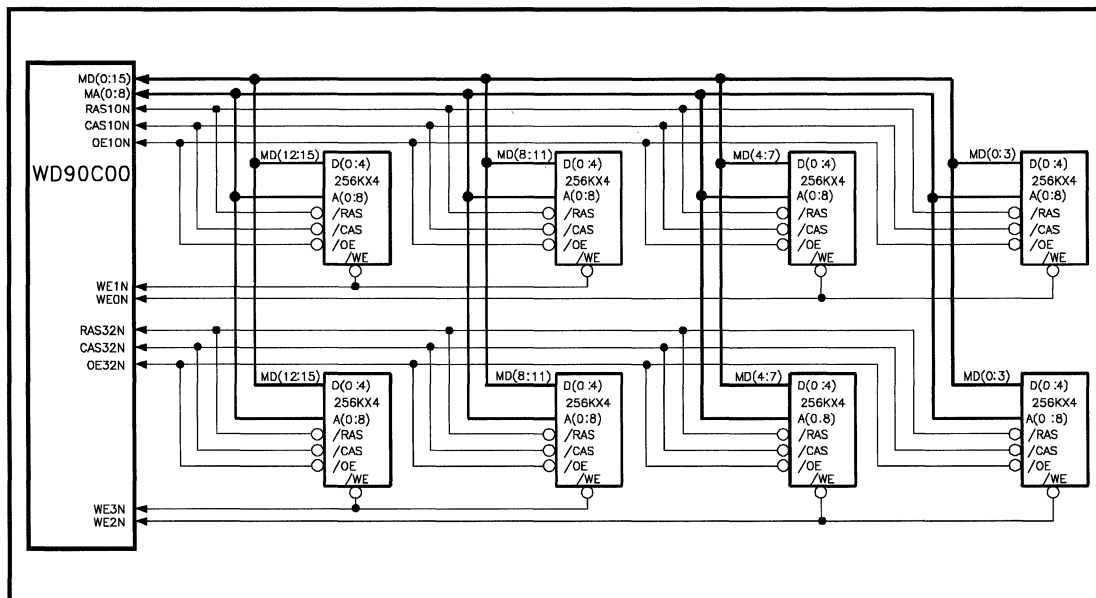 MD(0:15)
MA(0:8)
RAS10N
CAS10N
OE10N
WD90C00
MD(12:15)
D(0:4)
256KX4
A(0:8)
/RAS
/CAS
/OE
/WE
MD(8:11)
D(0:4)
256KX4
A(0:8)
/RAS
/CAS
/OE
/WE
MD(4:7)
D(0:4)
256KX4
A(0:8)
/RAS
/CAS
/OE
/WE
MD(0:3)
D(0:4)
256KX4
A(0:8)
/RAS
/CAS
/OE
/WE
WE1N
WE0N
RAS32N
CAS32N
OE32N
MD(12:15)
D(0:4)
256KX4
A(0:8)
/RAS
/CAS
/OE
/WE
MD(8:11)
D(0:4)
256KX4
A(0:8)
/RAS
/CAS
/OE
/WE
MD(4:7)
D(0:4)
256KX4
A(0.8)
/RAS
/CAS
/OE
/WE
MD(0:3)
D(0:4)
256KX4
A(0:8)
/RAS
/CAS
/OE
/WE
WE3N
WE2N